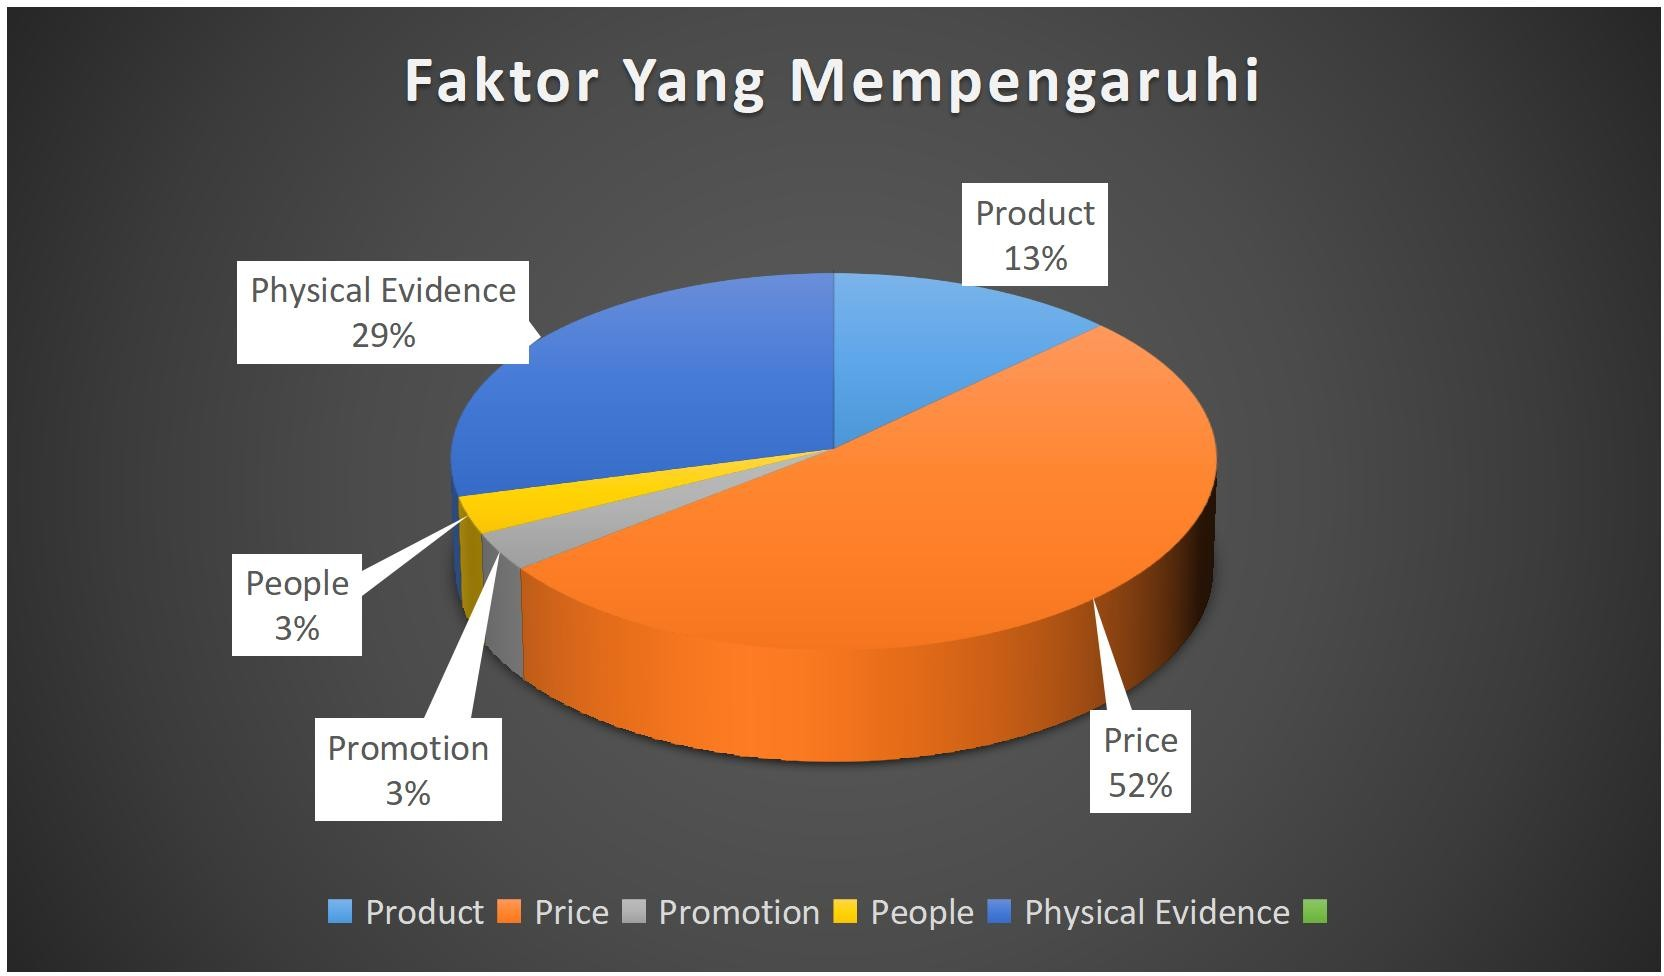 Faktor Yang Mempengaruhi
Product
13%
Physical Evidence
29%
People
3%
Promotion
3%
Price
52%
Product Price Promotion People Physical Evidence